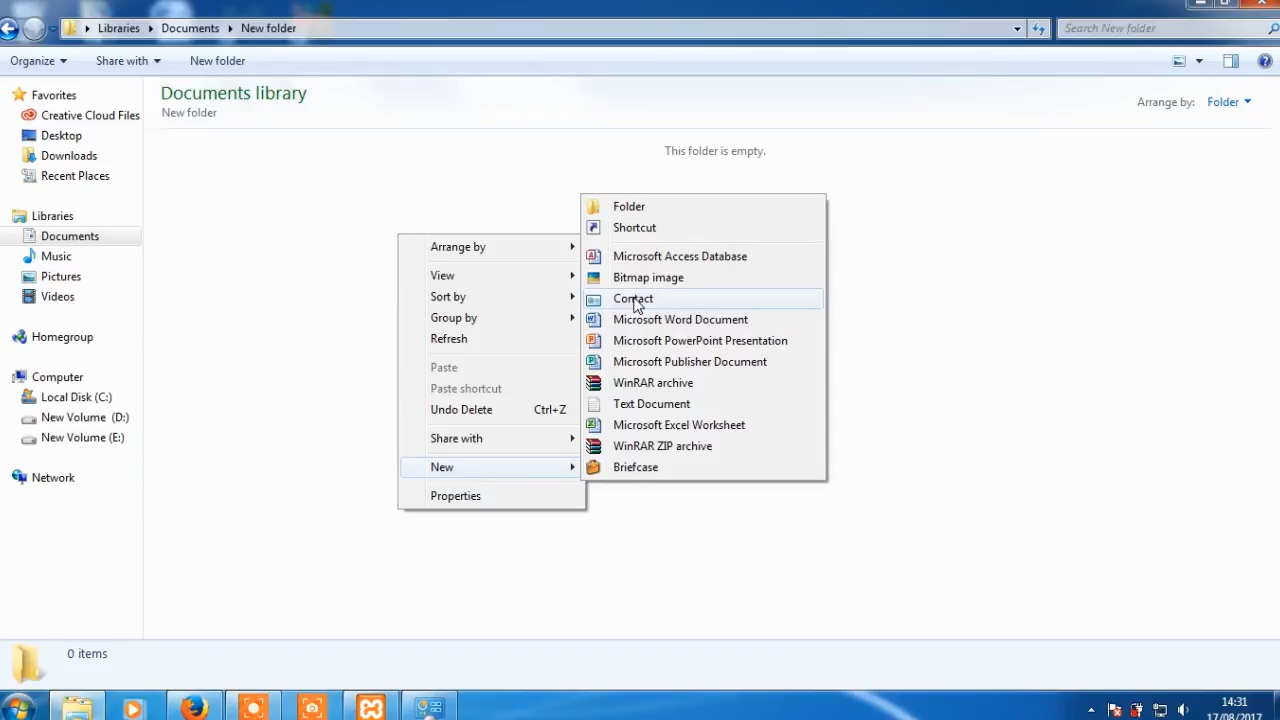 Libraries Documents New folder
Search New folder
Organize Share with New folder
Favorites
Creative Cloud Files
Desktop
Downloads
Recent Places
Libraries
Documents
Music
Pictures
Videos
Homegroup
Computer
Local Disk (C:)
New Volume (D:)
New Volume (E:)
Network
Documents library
New folder
Arrange by: Folder
This folder is empty.
Arrange by
View
Sort by
Group by
Refresh
Paste
Paste shortcut
Undo Delete Ctrl+Z
Share with
New
Properties
Folder
Shortcut
Microsoft Access Database
Bitmap image
Contact
Microsoft Word Document
Microsoft PowerPoint Presentation
Microsoft Publisher Document
WinRAR archive
Text Document
Microsoft Excel Worksheet
WinRAR ZIP archive
Briefcase
0 items
14:31
17/08/2017